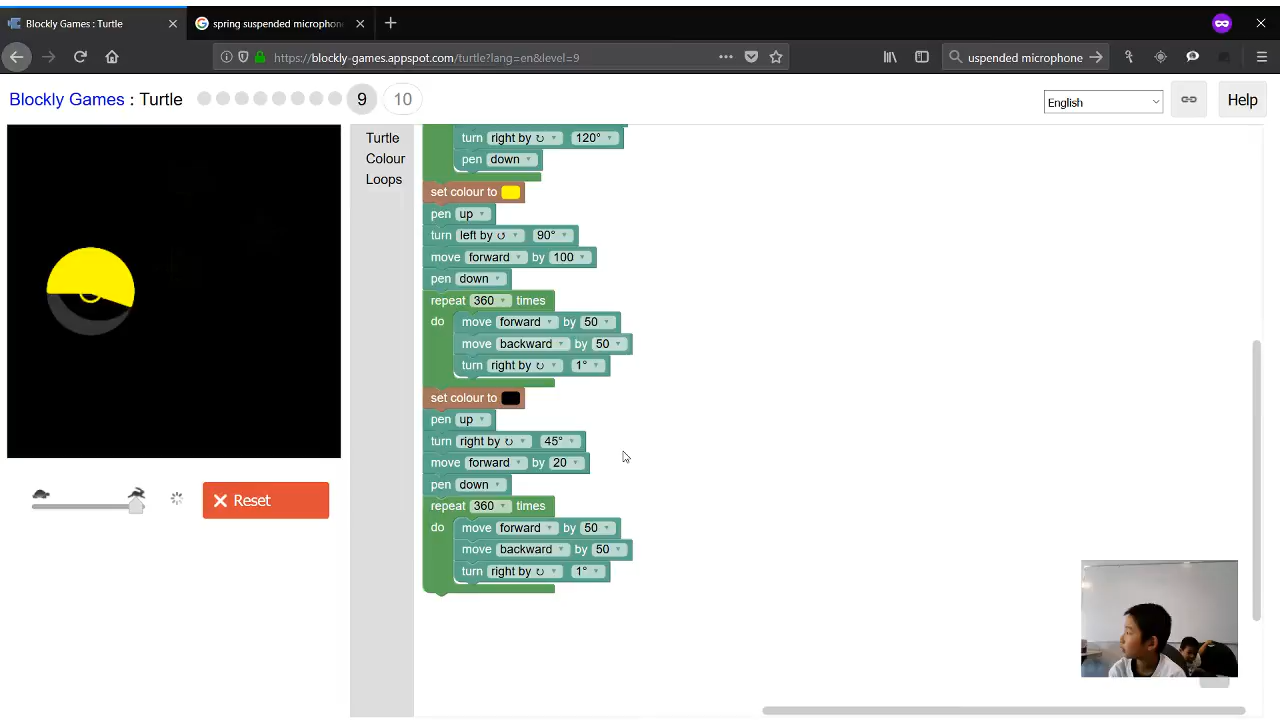 Blockly Games : Turtle
spring suspended microphone
https://blockly-games.appspot.com/turtle?lang=en&level=9
uspended microphone
Blockly Games : Turtle
9
10
English
Help
Turtle
Colour
Loops
turn right by ↻ 120°
pen down
set colour to
pen up
turn left by ↺ 90°
move forward by 100
pen down
repeat 360 times
do move forward by 50
move backward by 50
turn right by ↻ 1°
set colour to
pen up
turn right by ↻ 45°
move forward by 20
pen down
repeat 360 times
do move forward by 50
move backward by 50
turn right by ↻ 1°
Reset